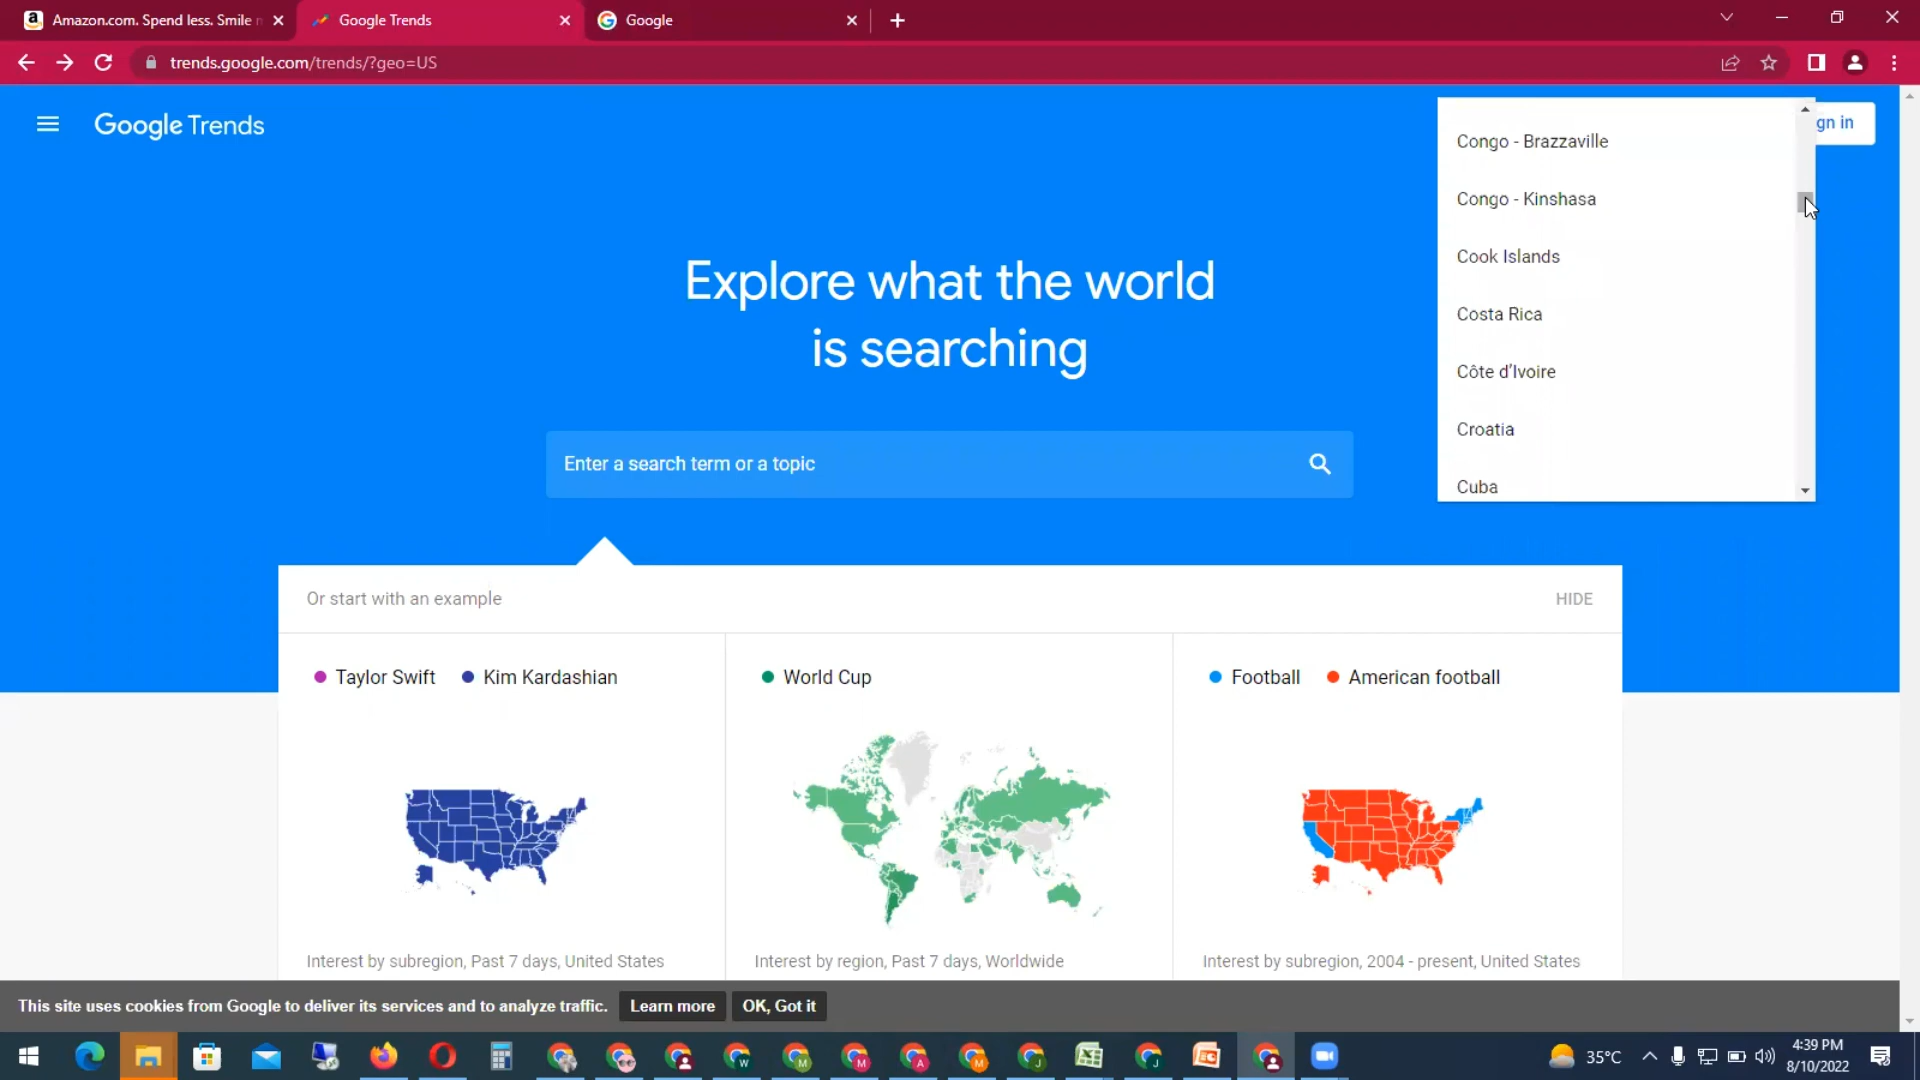 Amazon.com. Spend less. Smile
Google Trends
Google
trends.google.com/trends/?geo=US
Google Trends
gn in
Congo - Brazzaville
Congo - Kinshasa
Cook Islands
Costa Rica
Côte d’Ivoire
Croatia
Cuba
Explore what the world
is searching
Enter a search term or a topic
Or start with an example
HIDE
Taylor Swift Kim Kardashian
World Cup
Football American football
Interest by subregion, Past 7 days, United States
Interest by region, Past 7 days, Worldwide
Interest by subregion, 2004 - present, United States
This site uses cookies from Google to deliver its services and to analyze traffic. Learn more OK, Got it
35°C
4:39 PM
8/10/2022